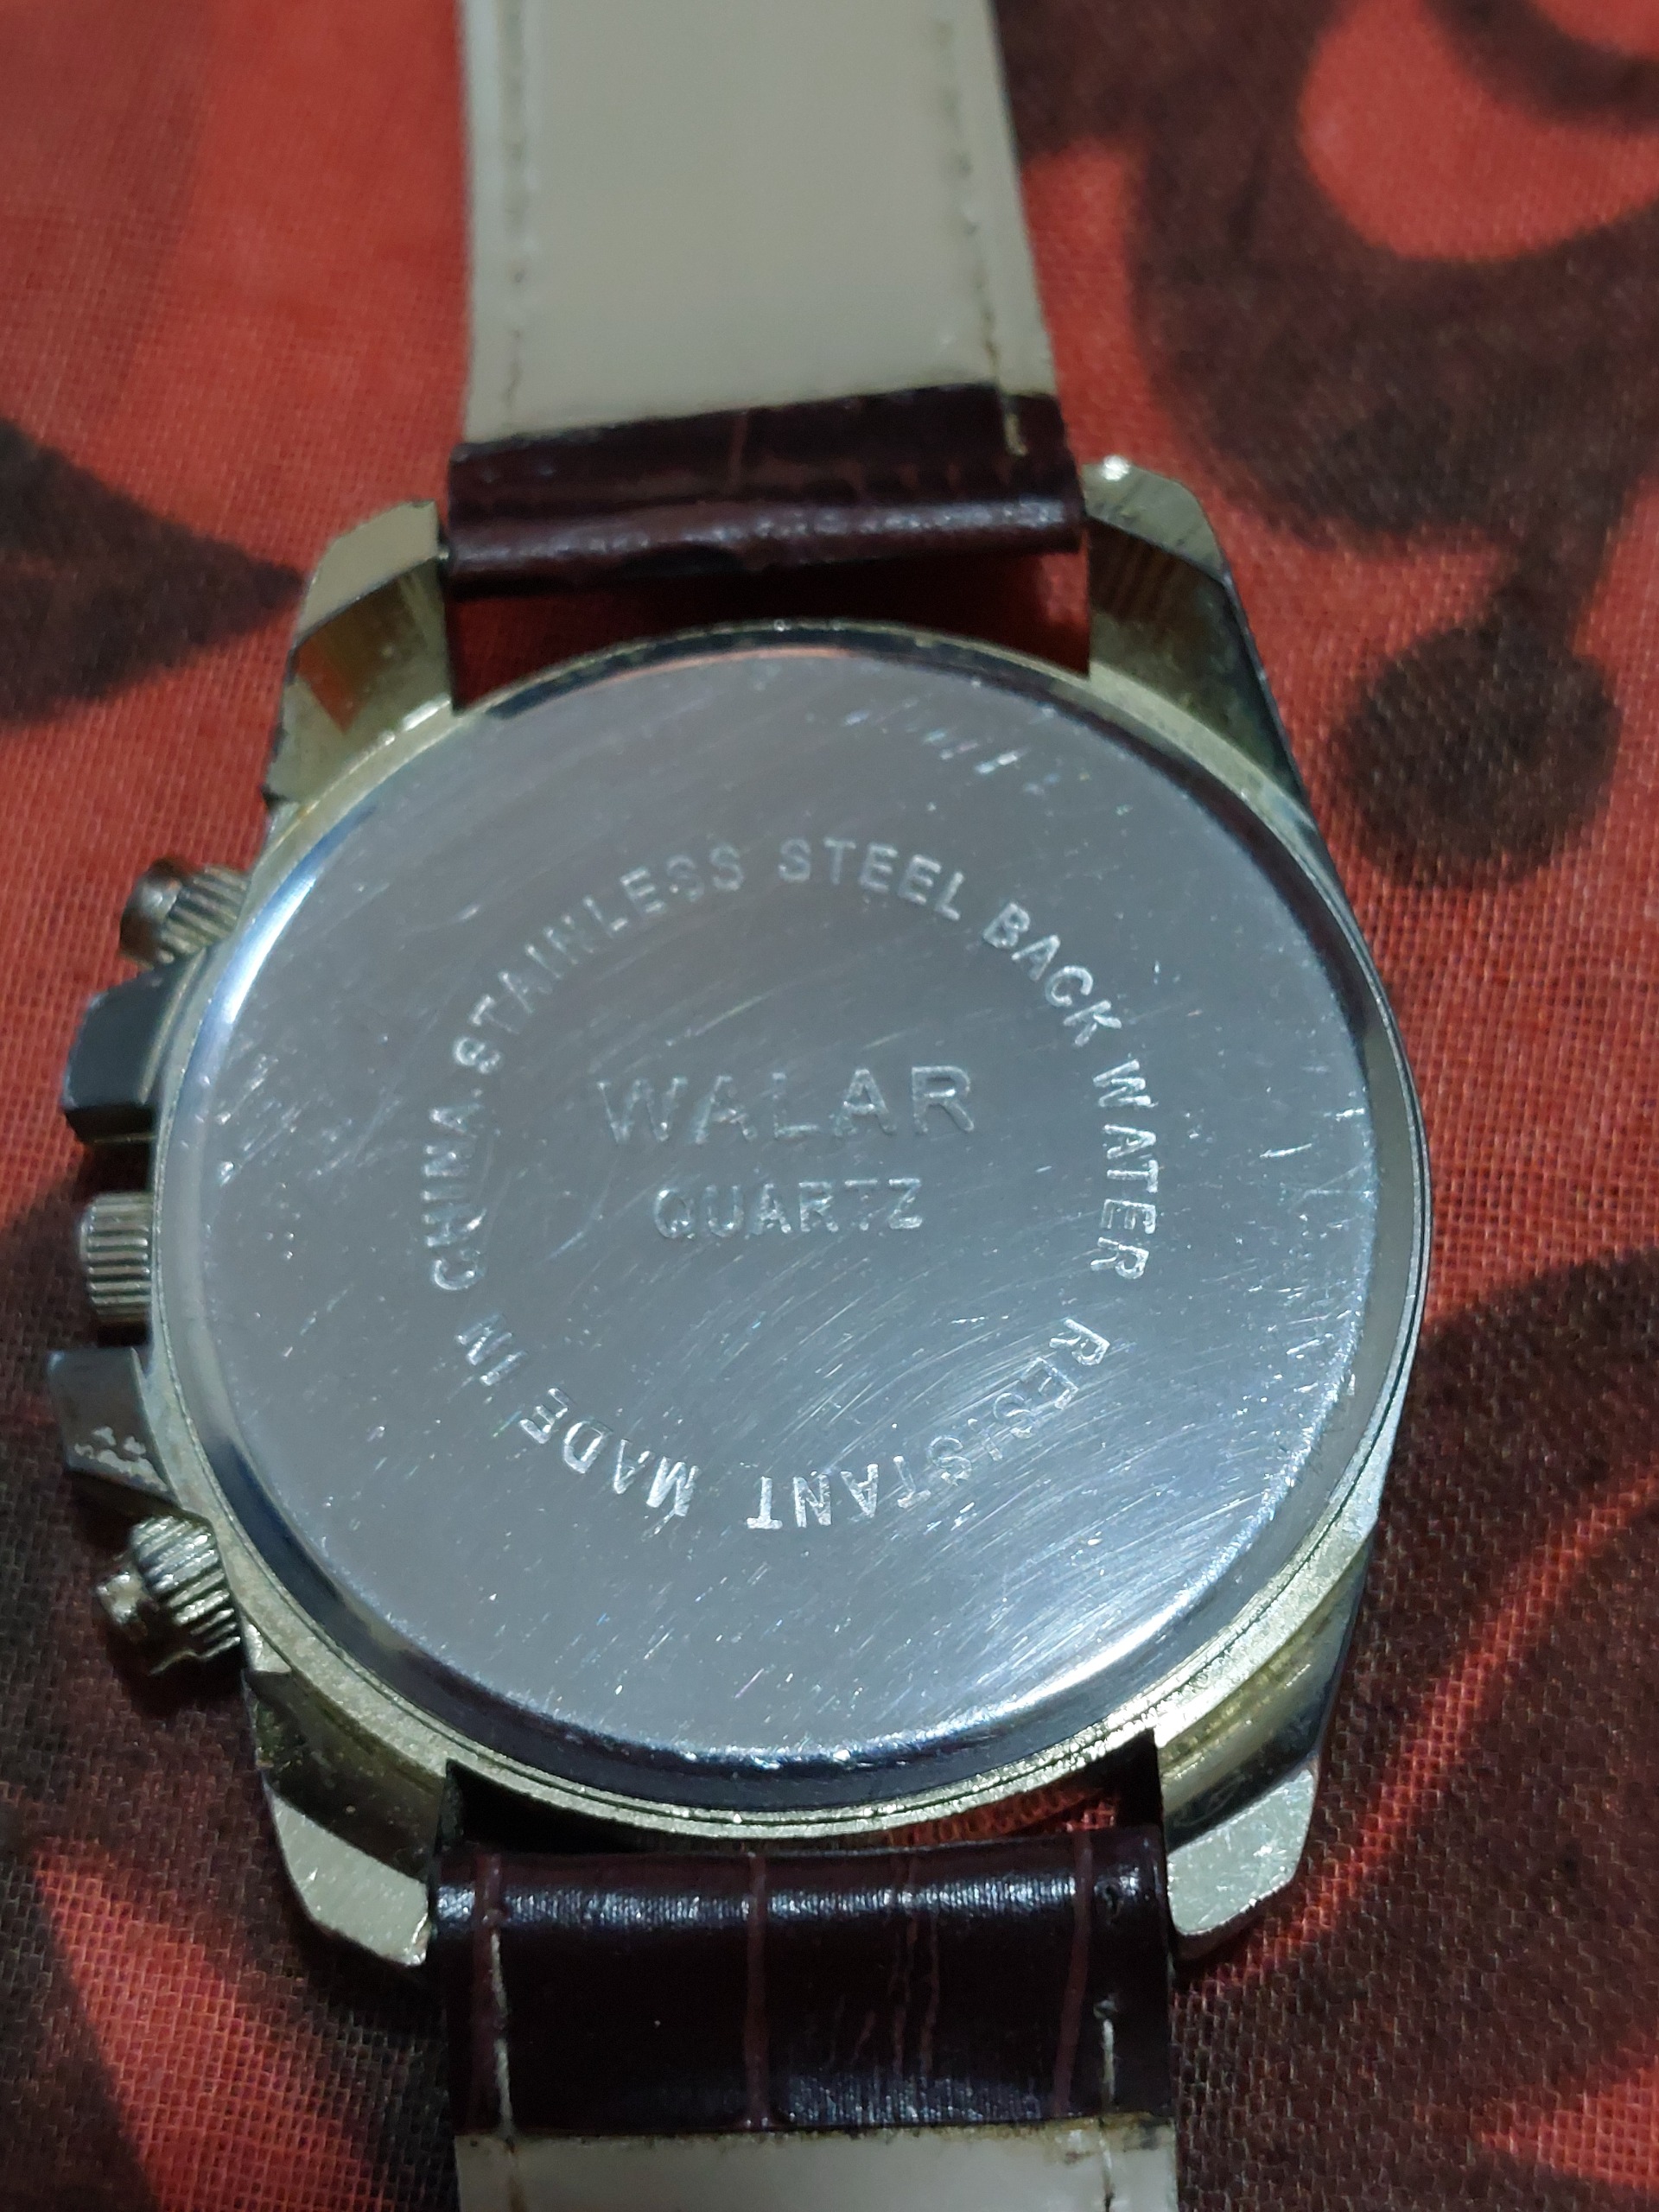 WALAR
QUARTZ
STAINLESS STEEL BACK WATER RESISTANT MADE IN CHINA